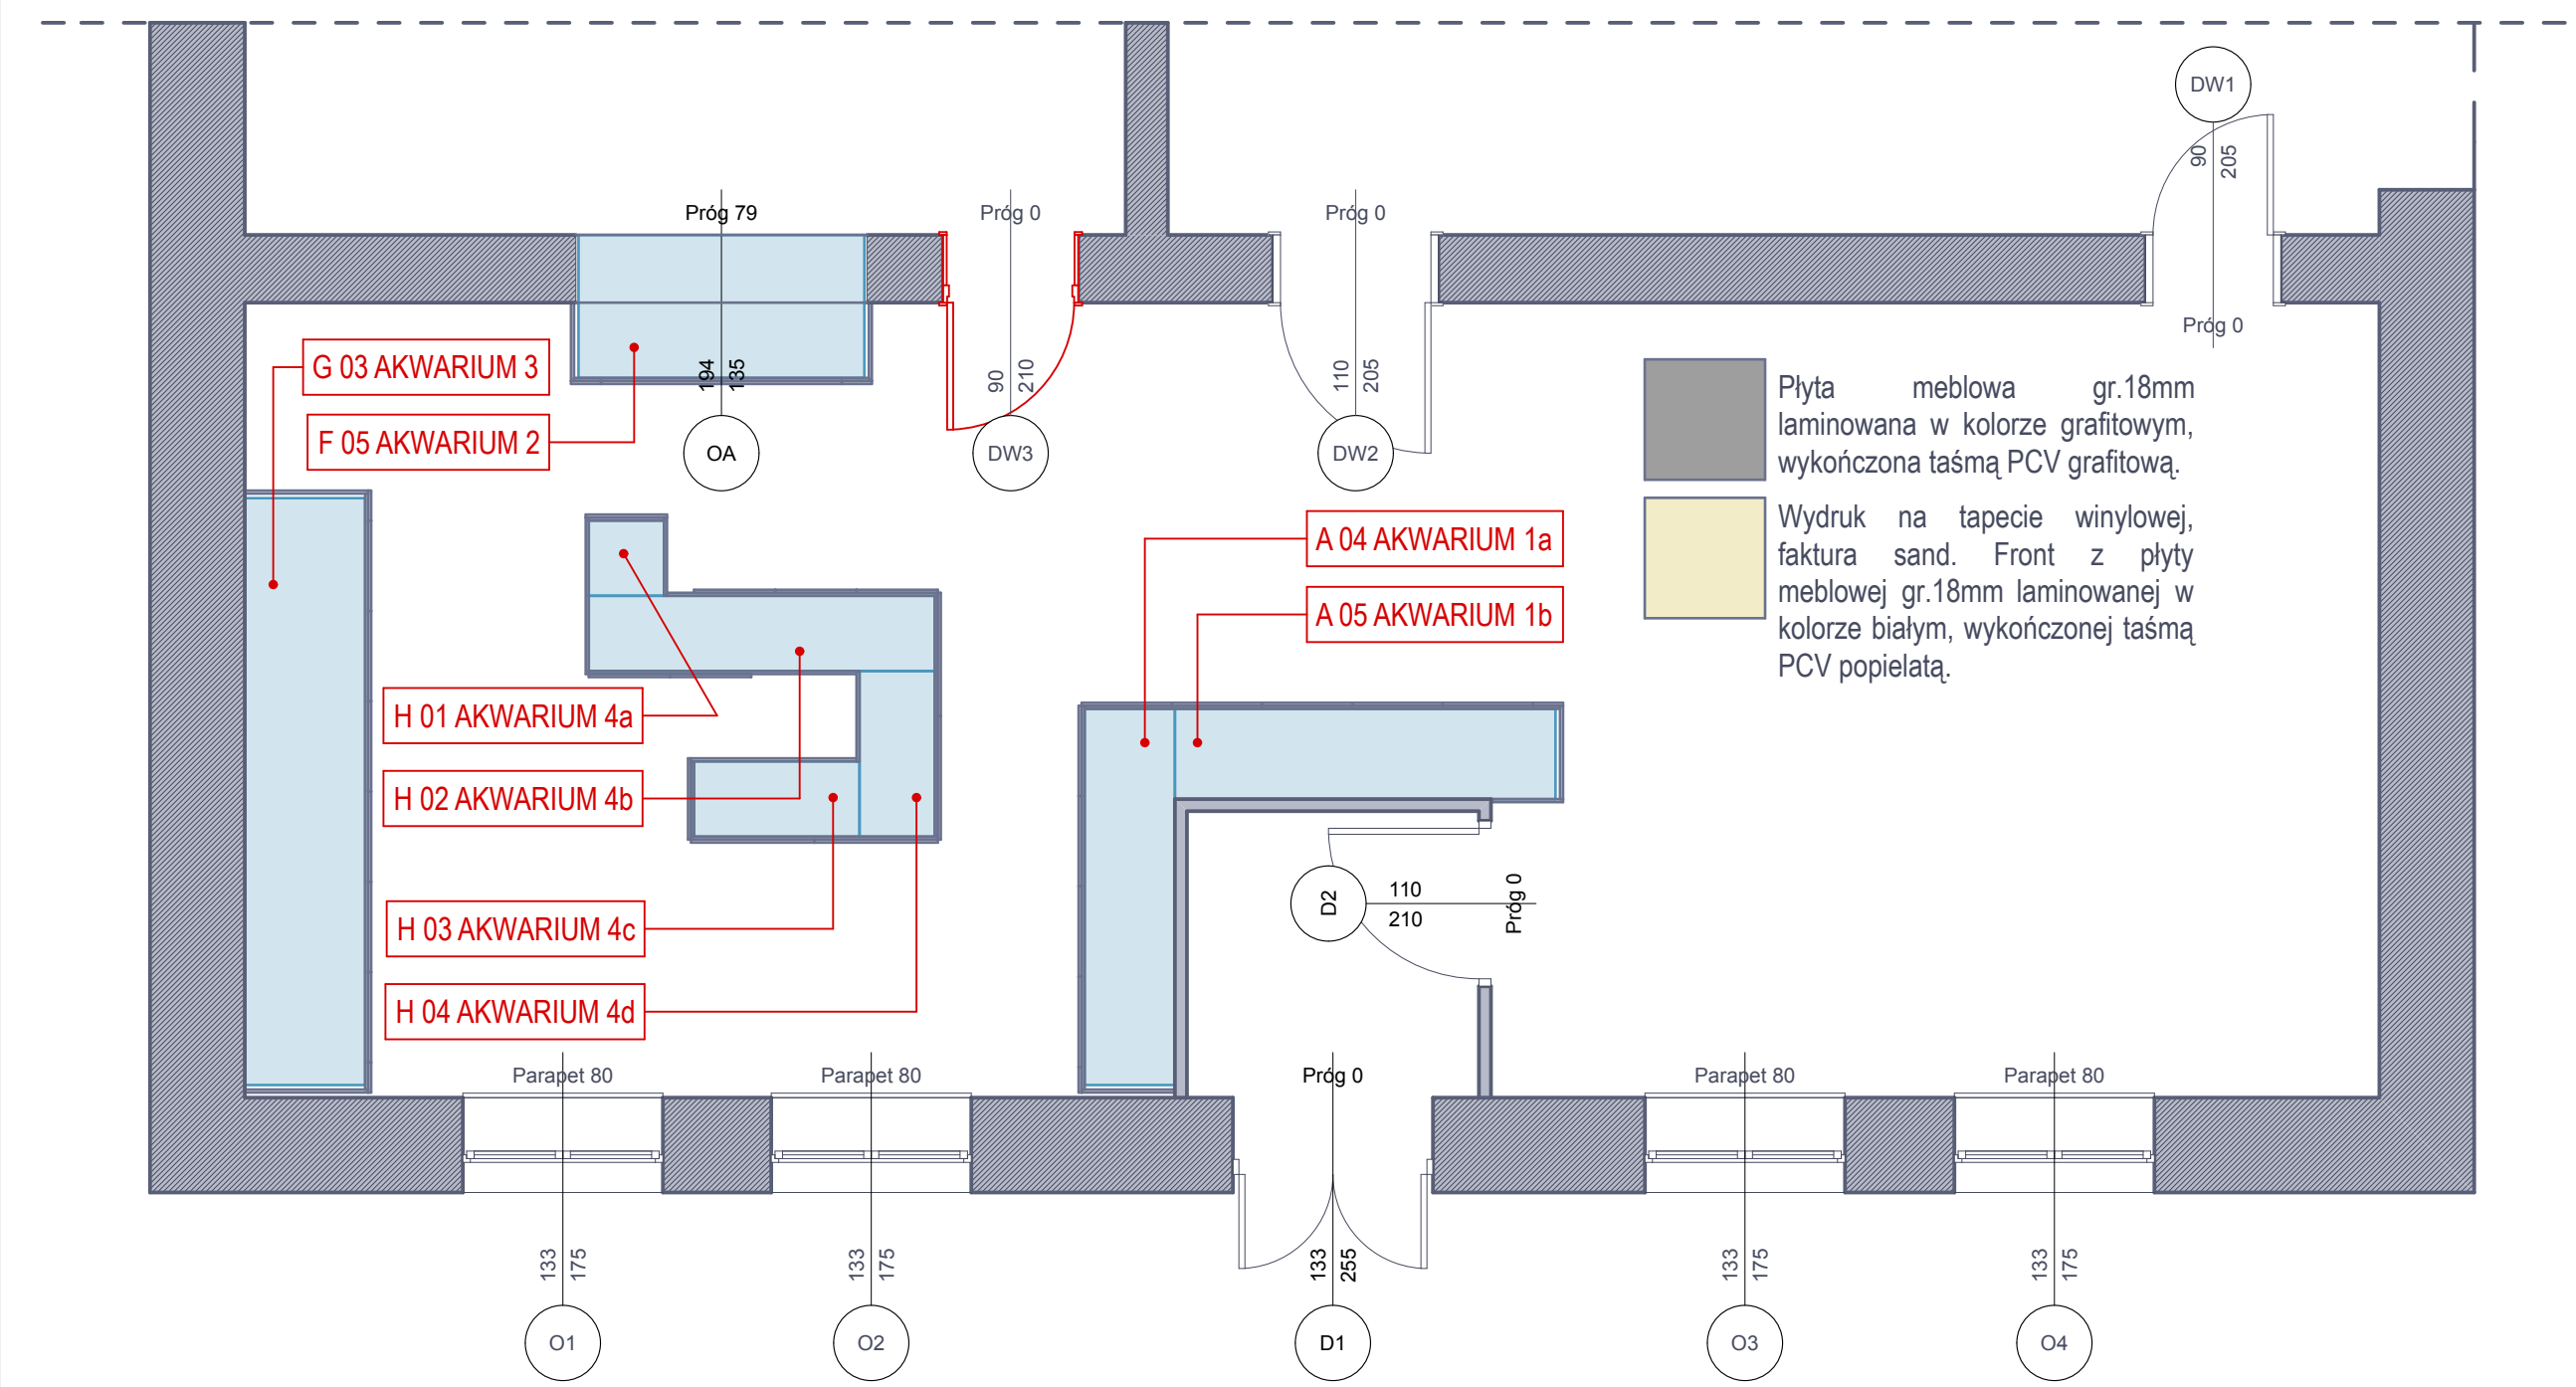 DW1
90
205
Próg 0
Próg 79
194
135
OA
Próg 0
90
210
DW3
Próg 0
110
205
DW2
G 03 AKWARIUM 3
F 05 AKWARIUM 2
Płyta meblowa gr.18mm
laminowana w kolorze grafitowym,
wykończona taśmą PCV grafitową.
Wydruk na tapecie winylowej,
faktura sand. Front z płyty
meblowej gr.18mm laminowanej w
kolorze białym, wykończonej taśmą
PCV popielatą.
A 04 AKWARIUM 1a
A 05 AKWARIUM 1b
H 01 AKWARIUM 4a
H 02 AKWARIUM 4b
H 03 AKWARIUM 4c
H 04 AKWARIUM 4d
D2
110
210
Próg 0
Parapet 80
Parapet 80
Próg 0
Parapet 80
Parapet 80
133
175
133
175
133
255
133
175
133
175
O1
O2
D1
O3
O4